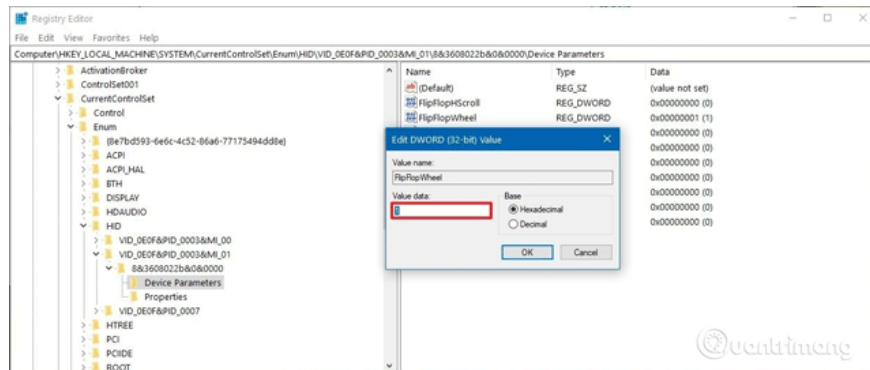 Registry Editor
File Edit View Favorites Help
Computer\HKEY_LOCAL_MACHINE\SYSTEM\CurrentControlSet\Enum\HID\VID_0E0F&PID_0003&MI_01\8&3608022b&0&0000\Device Parameters
ActivationBroker
ControlSet001
CurrentControlSet
Control
Enum
{8e7bd593-6e6c-4c52-86a6-77175494dd8e}
ACPI
ACPI_HAL
BTH
DISPLAY
HDAUDIO
HID
VID_0E0F&PID_0003&MI_00
VID_0E0F&PID_0003&MI_01
8&3608022b&0&0000
Device Parameters
Properties
VID_0E0F&PID_0007
HTREE
PCI
PCIIDE
ROOT
Name Type Data
(Default) REG_SZ (value not set)
FlipFlopHScroll REG_DWORD 0x00000000 (0)
FlipFlopWheel REG_DWORD 0x00000001 (1)
0x00000000 (0)
0x00000000 (0)
0x00000000 (0)
0x00000000 (0)
0x00000000 (0)
0x00000000 (0)
0x00000000 (0)
Edit DWORD (32-bit) Value
Value name:
FlipFlopWheel
Value data:
1
Base
Hexadecimal
Decimal
OK Cancel
Quantrimang